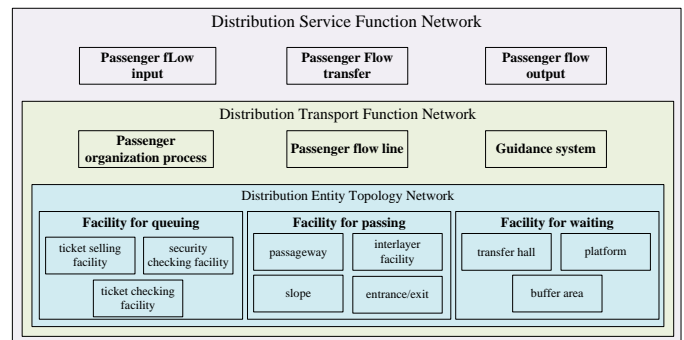 Distribution Service Function Network
Passenger fLow
input
Passenger Flow
transfer
Passenger flow
output
Distribution Transport Function Network
Passenger
organization process
Passenger flow line
Guidance system
Distribution Entity Topology Network
Facility for queuing
ticket selling
facility
security
checking facility
ticket checking
facility
Facility for passing
passageway
interlayer
facility
slope
entrance/exit
Facility for waiting
transfer hall
platform
buffer area